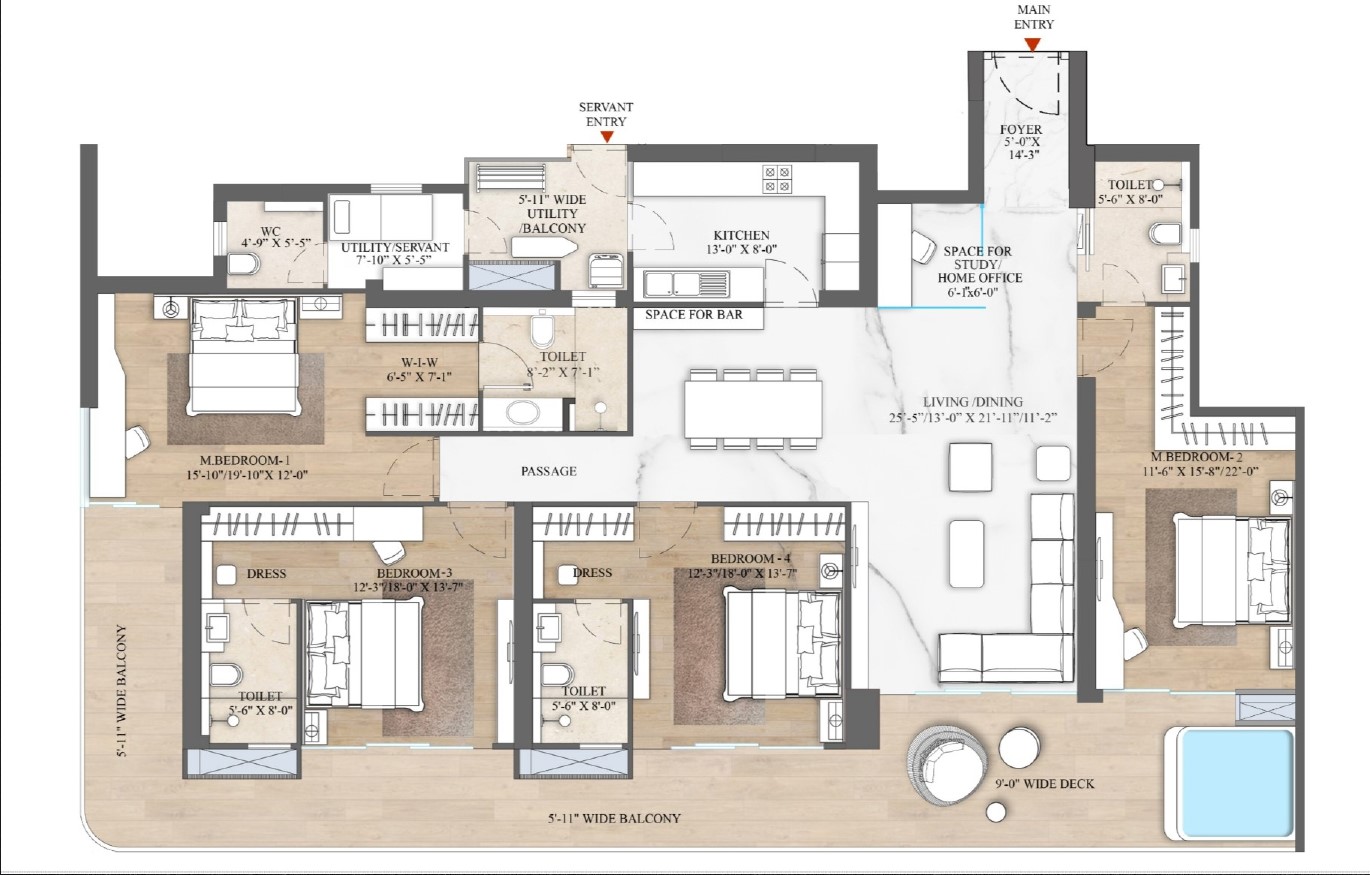 MAIN
ENTRY
SERVANT
ENTRY
FOYER
5'-0"X
14'-3"
TOILET
5'-6" X 8'-0"
5'-11" WIDE
UTILITY
/BALCONY
WC
4'-9" X 5'-5"
UTILITY/SERVANT
7'-10" X 5'-5"
KITCHEN
13'-0" X 8'-0"
SPACE FOR
STUDY/
HOME OFFICE
6'-1"x6'-0"
SPACE FOR BAR
W-I-W
6'-5" X 7'-1"
TOILET
8'-2" X 7'-1"
LIVING /DINING
25'-5"/13'-0" X 21'-11"/11'-2"
M.BEDROOM-1
15'-10"/19'-10"X 12'-0"
PASSAGE
M.BEDROOM-2
11'-6" X 15'-8"/22'-0"
DRESS
BEDROOM-3
12'-3"/18'-0" X 13'-7"
DRESS
BEDROOM-4
12'-3"/18'-0" X 13'-7"
TOILET
5'-6" X 8'-0"
TOILET
5'-6" X 8'-0"
5'-11" WIDE BALCONY
9'-0" WIDE DECK
5'-11" WIDE BALCONY